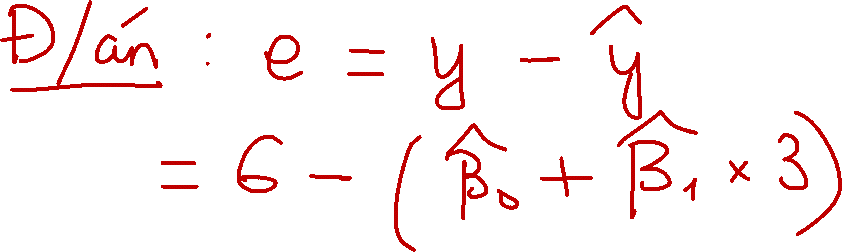 Đ/án : e = y - ŷ
= 6 - (β̂₀ + β̂₁ × 3)